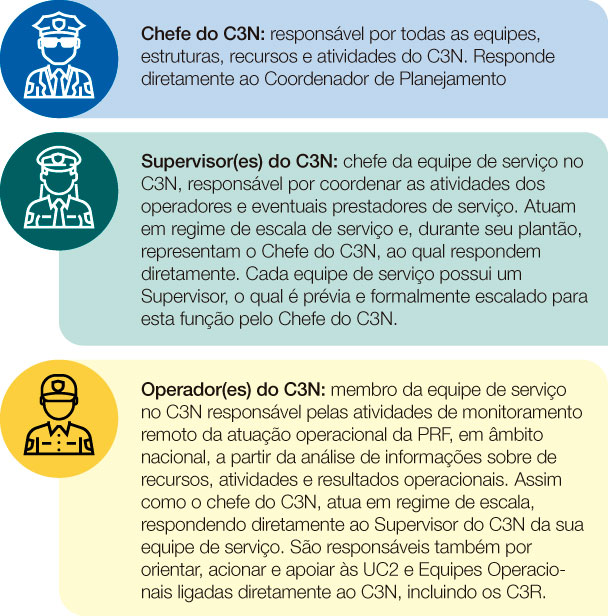 Chefe do C3N: responsável por todas as equipes,
estruturas, recursos e atividades do C3N. Responde
diretamente ao Coordenador de Planejamento
Supervisor(es) do C3N: chefe da equipe de serviço no
C3N, responsável por coordenar as atividades dos
operadores e eventuais prestadores de serviço. Atuam
em regime de escala de serviço e, durante seu plantão,
representam o Chefe do C3N, ao qual respondem
diretamente. Cada equipe de serviço possui um
Supervisor, o qual é prévia e formalmente escalado para
esta função pelo Chefe do C3N.
Operador(es) do C3N: membro da equipe de serviço
no C3N responsável pelas atividades de monitoramento
remoto da atuação operacional da PRF, em âmbito
nacional, a partir da análise de informações sobre de
recursos, atividades e resultados operacionais. Assim
como o chefe do C3N, atua em regime de escala,
respondendo diretamente ao Supervisor do C3N da sua
equipe de serviço. São responsáveis também por
orientar, acionar e apoiar às UC2 e Equipes Operacio-
nais ligadas diretamente ao C3N, incluindo os C3R.